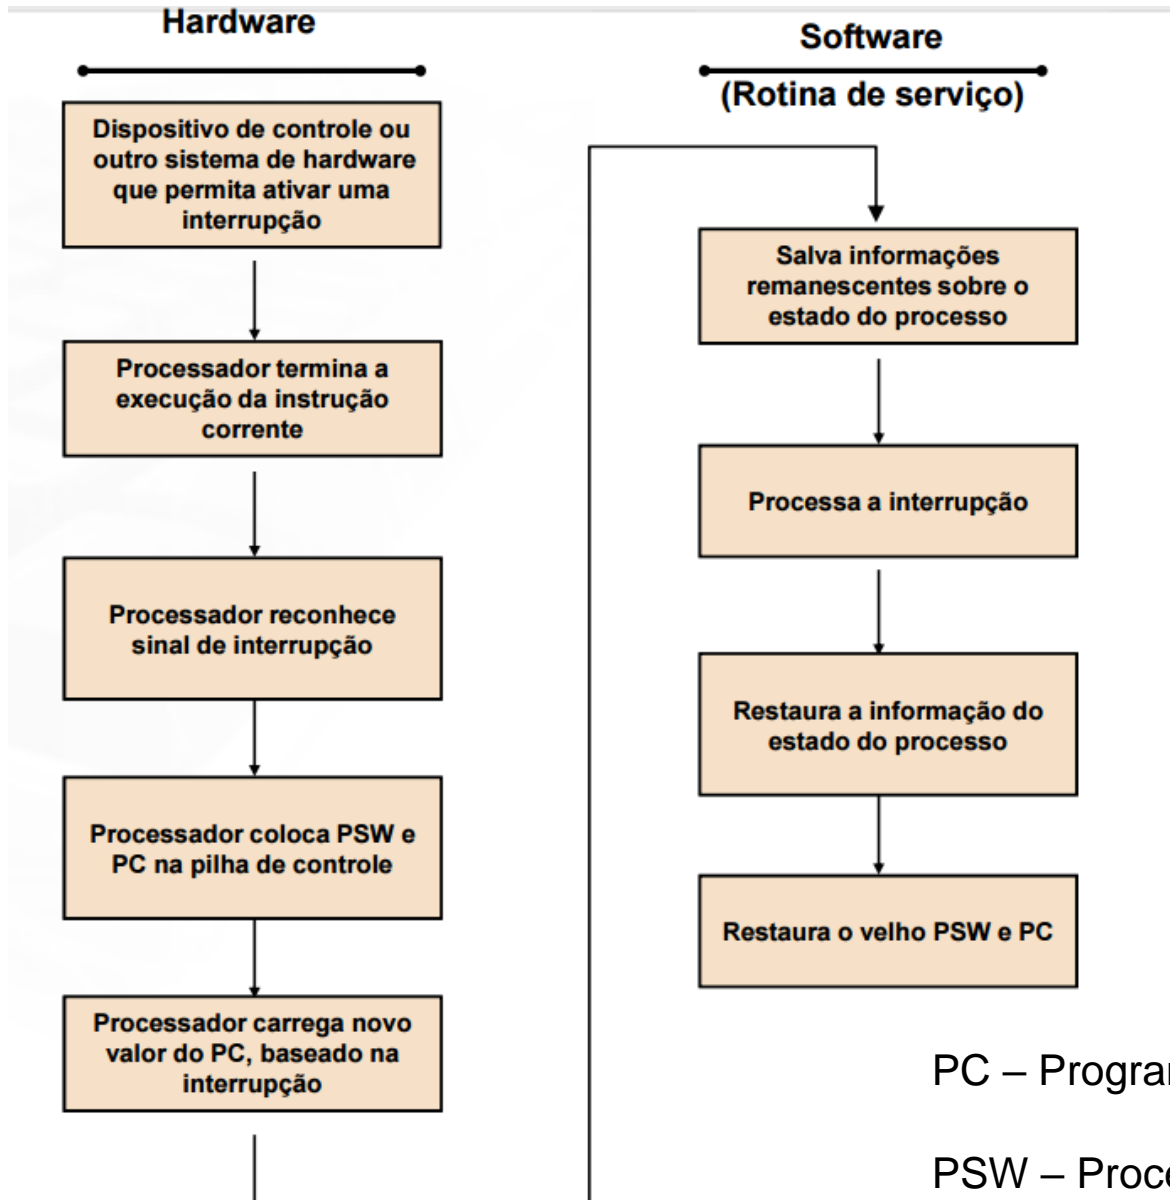 Hardware
Dispositivo de controle ou
outro sistema de hardware
que permita ativar uma
interrupção
Processador termina a
execução da instrução
corrente
Processador reconhece
sinal de interrupção
Processador coloca PSW e
PC na pilha de controle
Processador carrega novo
valor do PC, baseado na
interrupção
Software
(Rotina de serviço)
Salva informações
remanescentes sobre o
estado do processo
Processa a interrupção
Restaura a informação do
estado do processo
Restaura o velho PSW e PC
PC –
PSW –